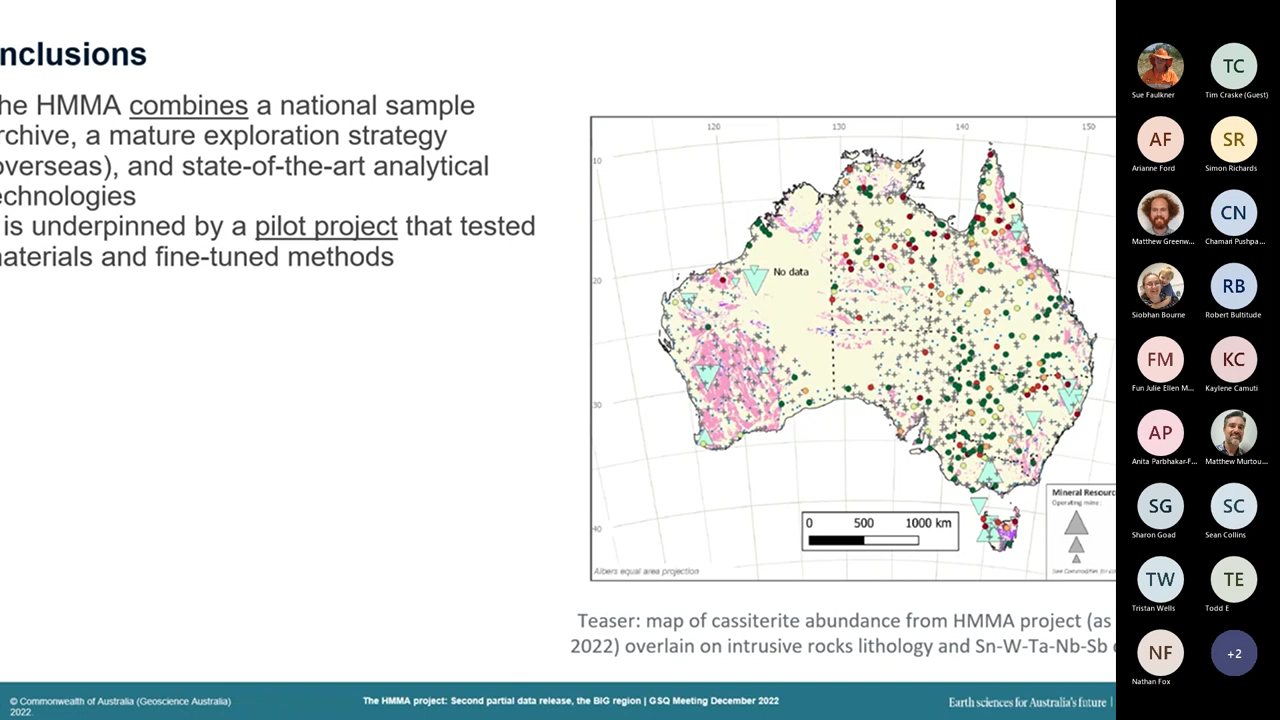 nclusions
he HMMA combines a national sample
rchive, a mature exploration strategy
overseas), and state-of-the-art analytical
echnologies
is underpinned by a pilot project that tested
aterials and fine-tuned methods
120
130
140
150
10
20
30
40
No data
0 500 1000 km
Albers equal area projection
Mineral Resourc
Operating mine:
Teaser: map of cassiterite abundance from HMMA project (as
2022) overlain on intrusive rocks lithology and Sn-W-Ta-Nb-Sb
© Commonwealth of Australia (Geoscience Australia)
2022.
The HMMA project: Second partial data release, the BIG region | GSQ Meeting December 2022
Earth sciences for Australia's future |
Sue Faulkner
TC
Tim Craske (Guest)
AF
Arianne Ford
SR
Simon Richards
Matthew Greenw...
CN
Chamari Pushpa...
Siobhan Bourne
RB
Robert Bultitude
FM
Fun Julie Ellen M...
KC
Kaylene Camuti
AP
Anita Parbhakar-F...
Matthew Murtou...
SG
Sharon Goad
SC
Sean Collins
TW
Tristan Wells
TE
Todd E
NF
Nathan Fox
+2